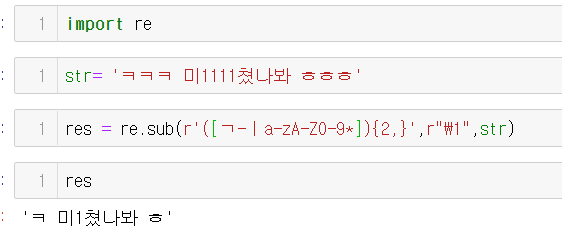 1 import re
1 str= 'ㅋㅋㅋ 미1111쳤나봐 ㅎㅎㅎ'
1 res = re.sub(r'([ㄱ-ㅣa-zA-Z0-9*]){2,}',r"₩1",str)
1 res
'ㅋ 미1쳤나봐 ㅎ'